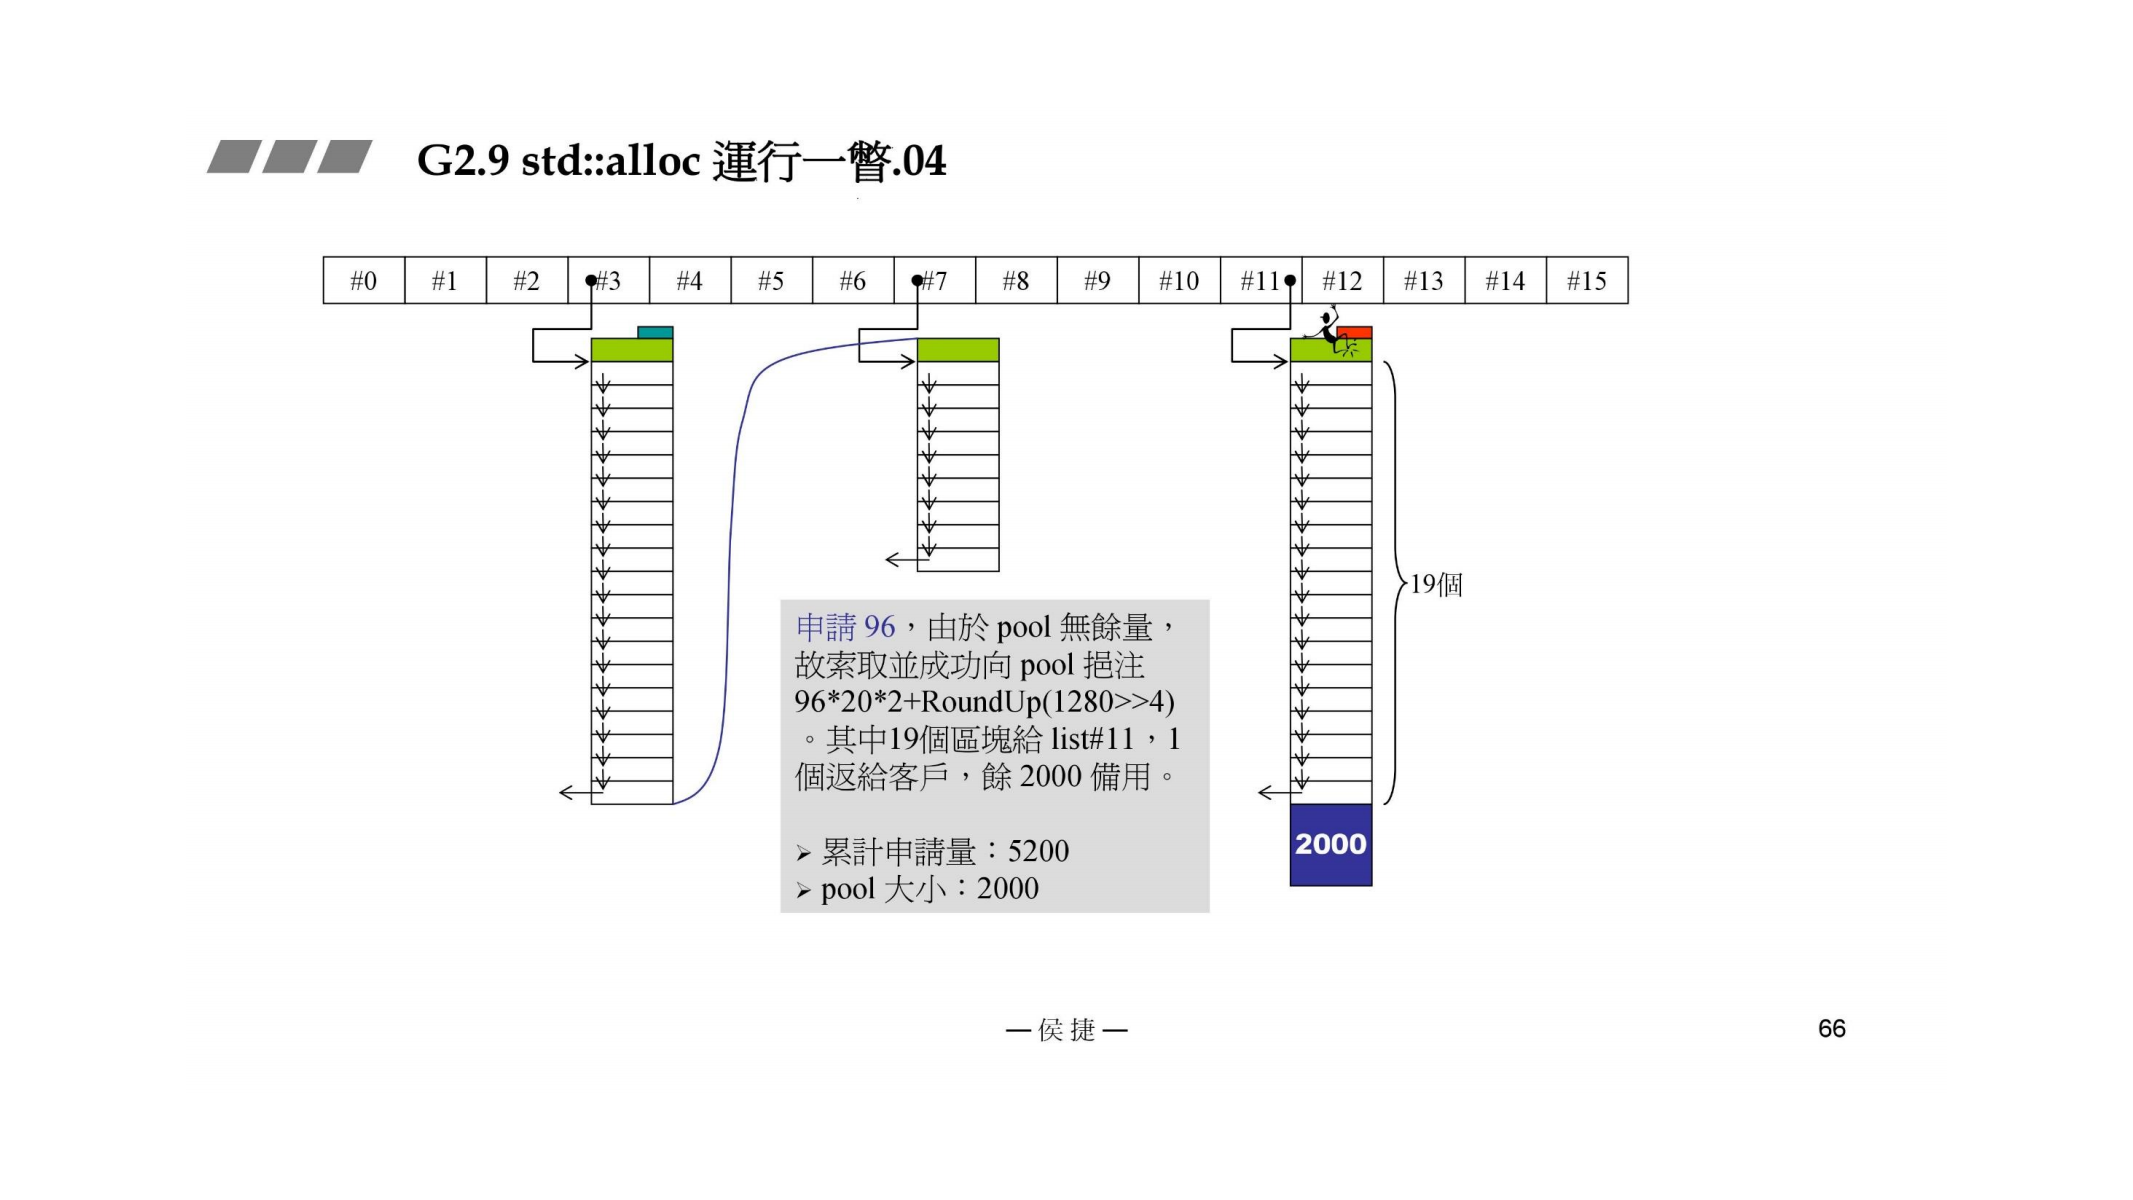 G2.9 std::alloc 運行一瞥.04
#0 #1 #2 #3 #4 #5 #6 #7 #8 #9 #10 #11 #12 #13 #14 #15
19個
申請 96，由於 pool 無餘量，
故索取並成功向 pool 挹注
96*20*2+RoundUp(1280>>4)
。其中19個區塊給 list#11，1
個返給客戶，餘 2000 備用。
➢ 累計申請量：5200
➢ pool 大小：2000
2000
— 侯 捷 —
66